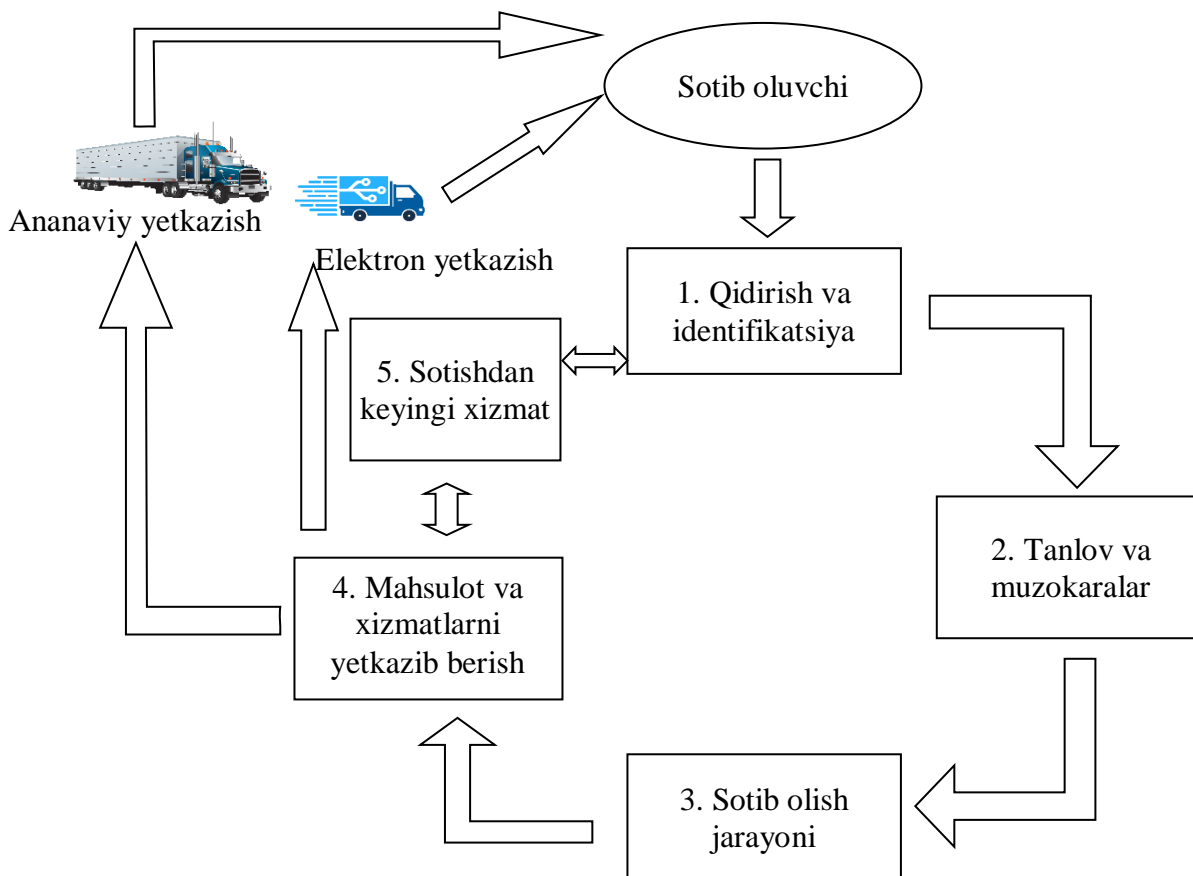 Sotib oluvchi
Ananaviy yetkazish
Elektron yetkazish
1. Qidirish va
identifikatsiya
5. Sotishdan
keyingi xizmat
2. Tanlov va
muzokaralar
4. Mahsulot va
xizmatlarni
yetkazib berish
3. Sotib olish
jarayoni